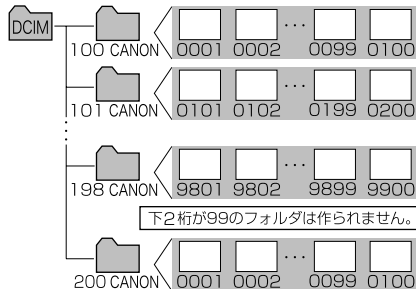 DCIM
100 CANON 0001 0002 ... 0099 0100
101 CANON 0101 0102 0199 0200
198 CANON 9801 9802 ... 9899 9900
下2桁が99のフォルダは作られません。
200 CANON 0001 0002 ... 0099 0100